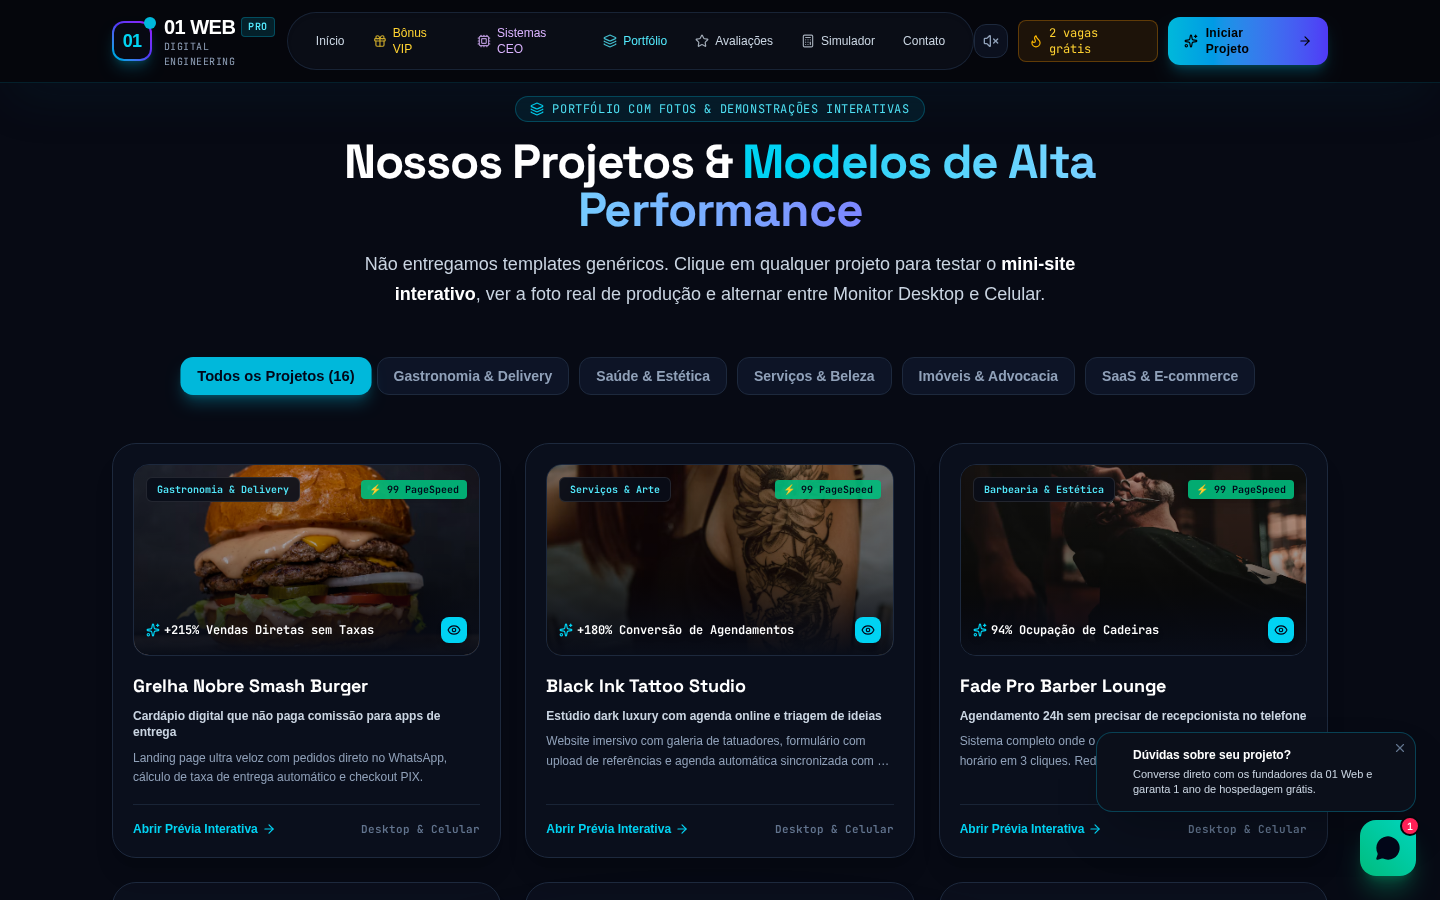 01
01 WEB PRO
DIGITAL
ENGINEERING
Início
Bônus
VIP
Sistemas
CEO
Portfólio
Avaliações
Simulador
Contato
2 vagas
grátis
Iniciar
Projeto
PORTFÓLIO COM FOTOS & DEMONSTRAÇÕES INTERATIVAS
Nossos Projetos & Modelos de Alta
Performance
Não entregamos templates genéricos. Clique em qualquer projeto para testar o mini-site
interativo, ver a foto real de produção e alternar entre Monitor Desktop e Celular.
Todos os Projetos (16)
Gastronomia & Delivery
Saúde & Estética
Serviços & Beleza
Imóveis & Advocacia
SaaS & E-commerce
Gastronomia & Delivery
⚡ 99 PageSpeed
+215% Vendas Diretas sem Taxas
Grelha Nobre Smash Burger
Cardápio digital que não paga comissão para apps de
entrega
Landing page ultra veloz com pedidos direto no WhatsApp,
cálculo de taxa de entrega automático e checkout PIX.
Abrir Prévia Interativa
Desktop & Celular
Serviços & Arte
⚡ 99 PageSpeed
+180% Conversão de Agendamentos
Black Ink Tattoo Studio
Estúdio dark luxury com agenda online e triagem de ideias
Website imersivo com galeria de tatuadores, formulário com
upload de referências e agenda automática sincronizada com ...
Abrir Prévia Interativa
Desktop & Celular
Barbearia & Estética
⚡ 99 PageSpeed
94% Ocupação de Cadeiras
Fade Pro Barber Lounge
Agendamento 24h sem precisar de recepcionista no telefone
Sistema completo onde o
horário em 3 cliques. Red
Abrir Prévia Interativa
Desktop & Celular
Dúvidas sobre seu projeto?
Converse direto com os fundadores da 01 Web e
garanta 1 ano de hospedagem grátis.
1